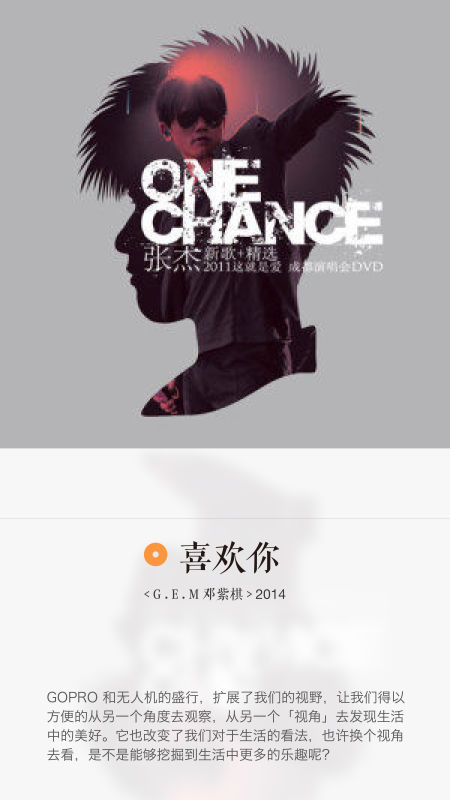 ONE
CHANCE
张杰 新歌+精选
2011这就是爱 成都演唱会DVD
喜欢你
<G.E.M 邓紫棋>2014
GOPRO 和无人机的盛行，扩展了我们的视野，让我们得以
方便的从另一个角度去观察，从另一个「视角」去发现生活
中的美好。它也改变了我们对于生活的看法，也许换个视角
去看，是不是能够挖掘到生活中更多的乐趣呢？